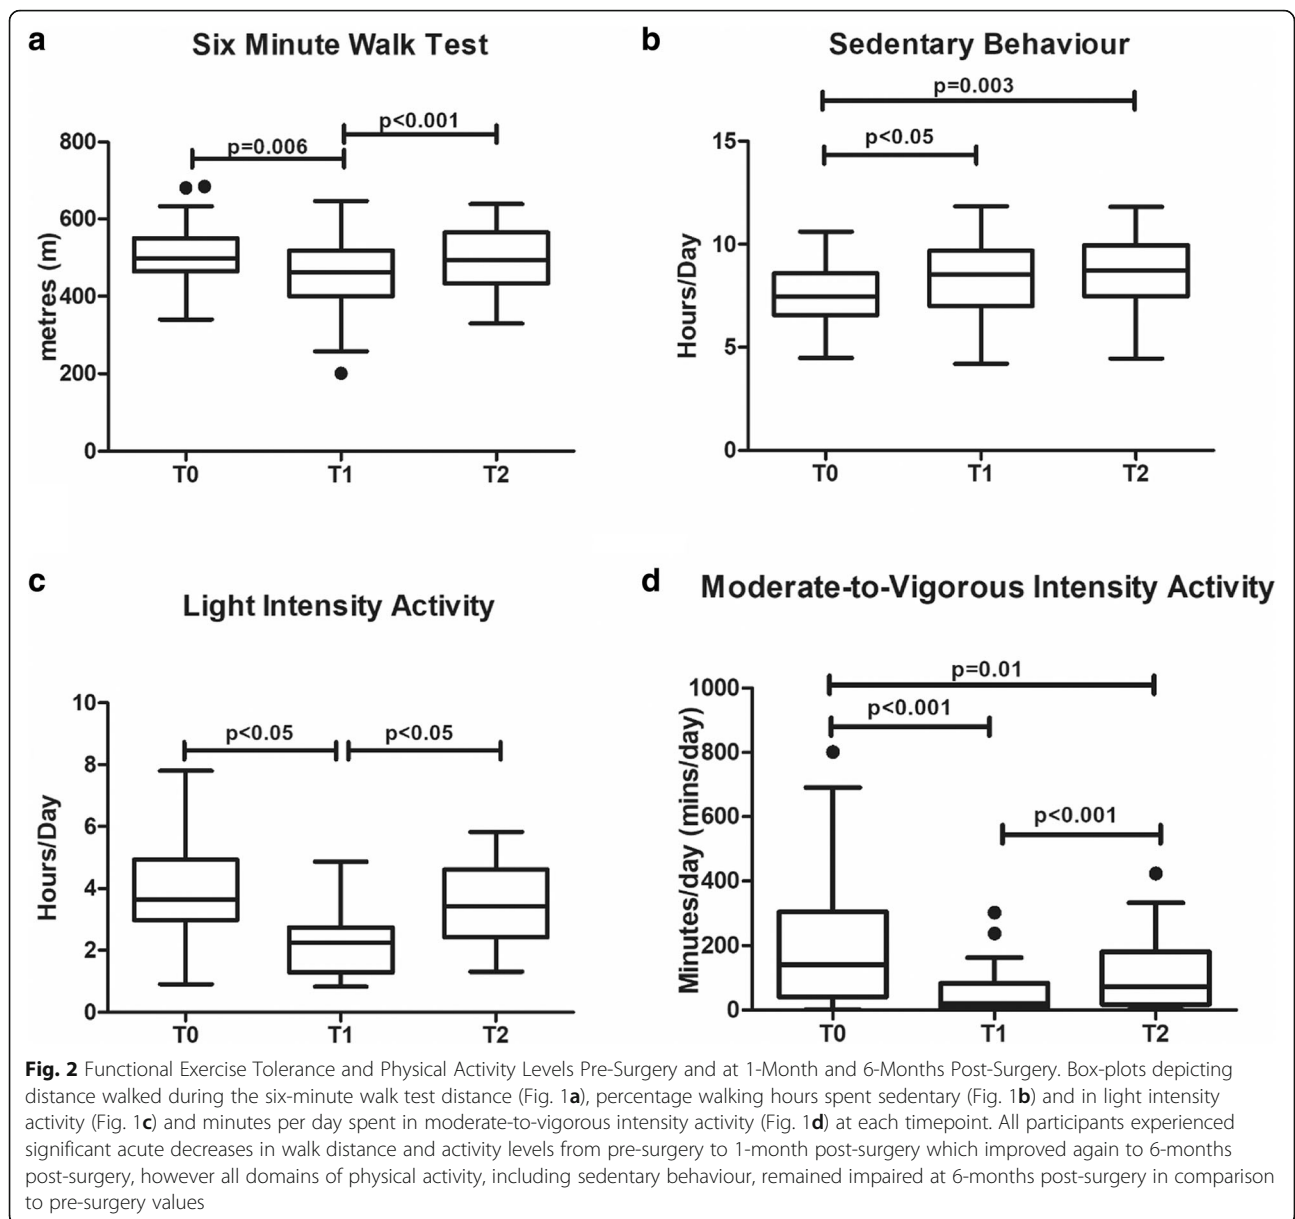 a
Six Minute Walk Test
p<0.001
p=0.006
800
600
400
200
0
metres (m)
T0 T1 T2
b
Sedentary Behaviour
p=0.003
p<0.05
15
10
5
0
Hours/Day
T0 T1 T2
c
Light Intensity Activity
p<0.05 p<0.05
10
8
6
4
2
0
Hours/Day
T0 T1 T2
d
Moderate-to-Vigorous Intensity Activity
p=0.01
p<0.001
p<0.001
1000
800
600
400
200
0
Minutes/day (mins/day)
T0 T1 T2
Fig. 2 Functional Exercise Tolerance and Physical Activity Levels Pre-Surgery and at 1-Month and 6-Months Post-Surgery. Box-plots depicting
distance walked during the six-minute walk test distance (Fig. 1a), percentage walking hours spent sedentary (Fig. 1b) and in light intensity
activity (Fig. 1c) and minutes per day spent in moderate-to-vigorous intensity activity (Fig. 1d) at each timepoint. All participants experienced
significant acute decreases in walk distance and activity levels from pre-surgery to 1-month post-surgery which improved again to 6-months
post-surgery, however all domains of physical activity, including sedentary behaviour, remained impaired at 6-months post-surgery in comparison
to pre-surgery values